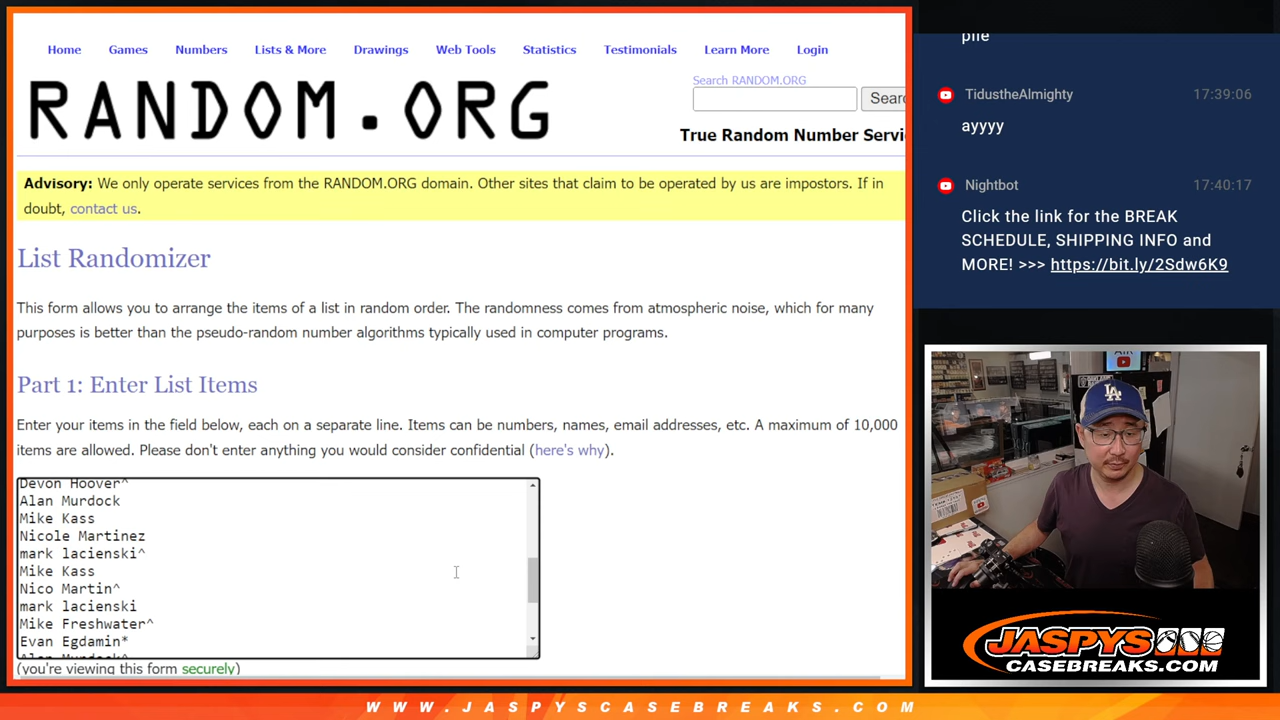 Home Games Numbers Lists & More Drawings Web Tools Statistics Testimonials Learn More Login
RANDOM.ORG
Search RANDOM.ORG
True Random Number Servi
Advisory: We only operate services from the RANDOM.ORG domain. Other sites that claim to be operated by us are impostors. If in
doubt, contact us.
List Randomizer
This form allows you to arrange the items of a list in random order. The randomness comes from atmospheric noise, which for many
purposes is better than the pseudo-random number algorithms typically used in computer programs.
Part 1: Enter List Items
Enter your items in the field below, each on a separate line. Items can be numbers, names, email addresses, etc. A maximum of 10,000
items are allowed. Please don't enter anything you would consider confidential (here's why).
Devon Hoover^
Alan Murdock
Mike Kass
Nicole Martinez
mark lacienski^
Mike Kass
Nico Martin^
mark lacienski
Mike Freshwater^
Evan Egdamin*
Alan Murdock^
(you're viewing this form securely)
pile
TidustheAlmighty 17:39:06
ayyyy
Nightbot 17:40:17
Click the link for the BREAK
SCHEDULE, SHIPPING INFO and
MORE! >>> https://bit.ly/2Sdw6K9
JASPYS
CASEBREAKS.COM
WWW.JASPYSCASEBREAKS.COM